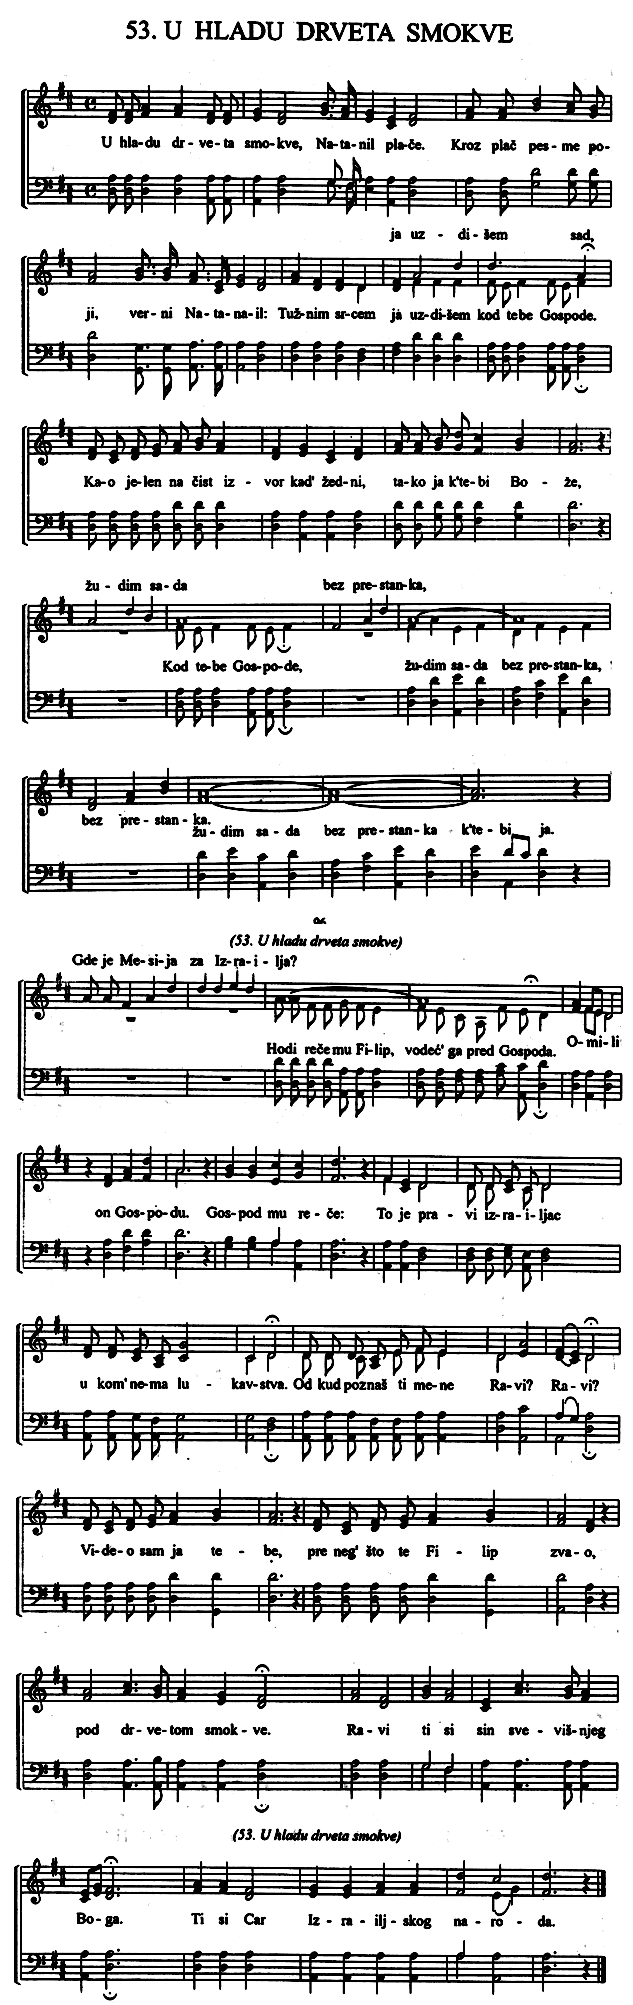 53. U HLADU DRVETA SMOKVE
U hla-du dr-ve-ta smo-kve, Na-ta-nil pla-če. Kroz plač pes-me po-
ja uz-di-šem sad,
ji, ver-ni Na-ta-na-il: Tuž-nim sr-cem ja uz-di-šem kod tebe Gospode.
Ka-o je-len na čist iz-vor kad' žed-ni, ta-ko ja k'te-bi Bo-že,
žu-dim sa-da bez pre-stan-ka,
Kod te-be Gos-po-de, žu-dim sa-da bez pre-stan-ka,
bez pre-stan-ka.
žu-dim sa-da bez pre-stan-ka k'te-bi ja.
(53. U hladu drveta smokve)
Gde je Me-si-ja za Iz-ra-i-lja?
Hodi reče mu Fi-lip, vodeć' ga pred Gospoda. O-mi-li
on Gos-po-du. Gos-pod mu re-če: To je pra-vi iz-ra-i-ljac
u kom' ne-ma lu-kav-stva. Od kud poznaš ti me-ne Ra-vi? Ra-vi?
Vi-de-o sam ja te-be, pre neg' što te Fi-lip zva-o,
pod dr-ve-tom smok-ve. Ra-vi ti si sin sve-viš-njeg
(53. U hladu drveta smokve)
Bo-ga. Ti si Car Iz-ra-ilj-skog na-ro-da.